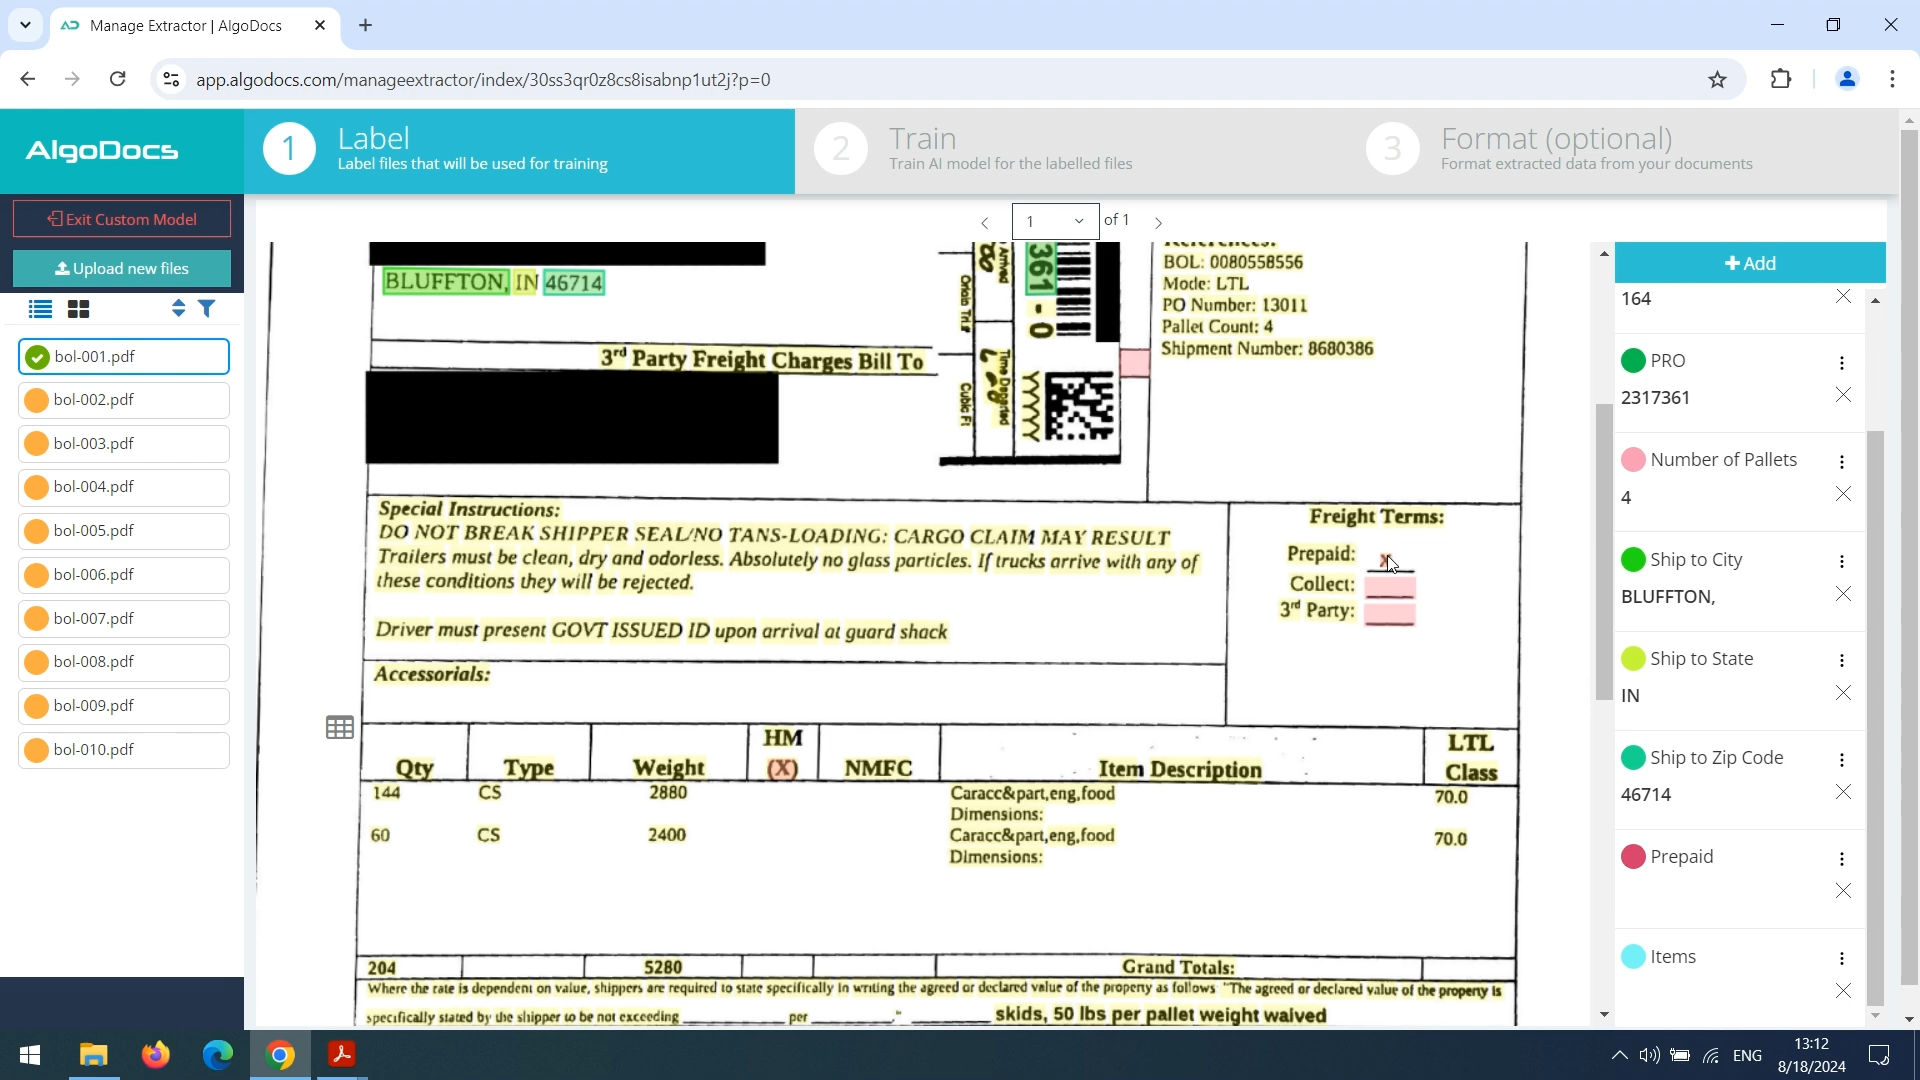 Manage Extractor | AlgoDocs
app.algodocs.com/manageextractor/index/30ss3qr0z8cs8isabnp1ut2j?p=0
AlgoDocs
1
Label
Label files that will be used for training
2
Train
Train AI model for the labelled files
3
Format (optional)
Format extracted data from your documents
Exit Custom Model
Upload new files
bol-001.pdf
bol-002.pdf
bol-003.pdf
bol-004.pdf
bol-005.pdf
bol-006.pdf
bol-007.pdf
bol-008.pdf
bol-009.pdf
bol-010.pdf
1 of 1
BLUFFTON, IN 46714
3rd Party Freight Charges Bill To
Arrived
Origin Trl#
361 - 0
Time Departed
Cubic Ft
YYYYY
References:
BOL: 0080558556
Mode: LTL
PO Number: 13011
Pallet Count: 4
Shipment Number: 8680386
Special Instructions:
DO NOT BREAK SHIPPER SEAL/NO TANS-LOADING: CARGO CLAIM MAY RESULT
Trailers must be clean, dry and odorless. Absolutely no glass particles. If trucks arrive with any of
these conditions they will be rejected.
Driver must present GOVT ISSUED ID upon arrival at guard shack
Accessorials:
Freight Terms:
Prepaid: x
Collect:
3rd Party:
Qty Type Weight HM (X) NMFC Item Description LTL Class
144 CS 2880 Caracc&part,eng,food 70.0
Dimensions:
60 CS 2400 Caracc&part,eng,food 70.0
Dimensions:
204 5280 Grand Totals:
Where the rate is dependent on value, shippers are required to state specifically in writing the agreed or declared value of the property as follows "The agreed or declared value of the property is
specifically stated by the shipper to be not exceeding ____ per ____." ____ skids, 50 lbs per pallet weight waived
+ Add
164
PRO
2317361
Number of Pallets
4
Ship to City
BLUFFTON,
Ship to State
IN
Ship to Zip Code
46714
Prepaid
Items
ENG
13:12
8/18/2024